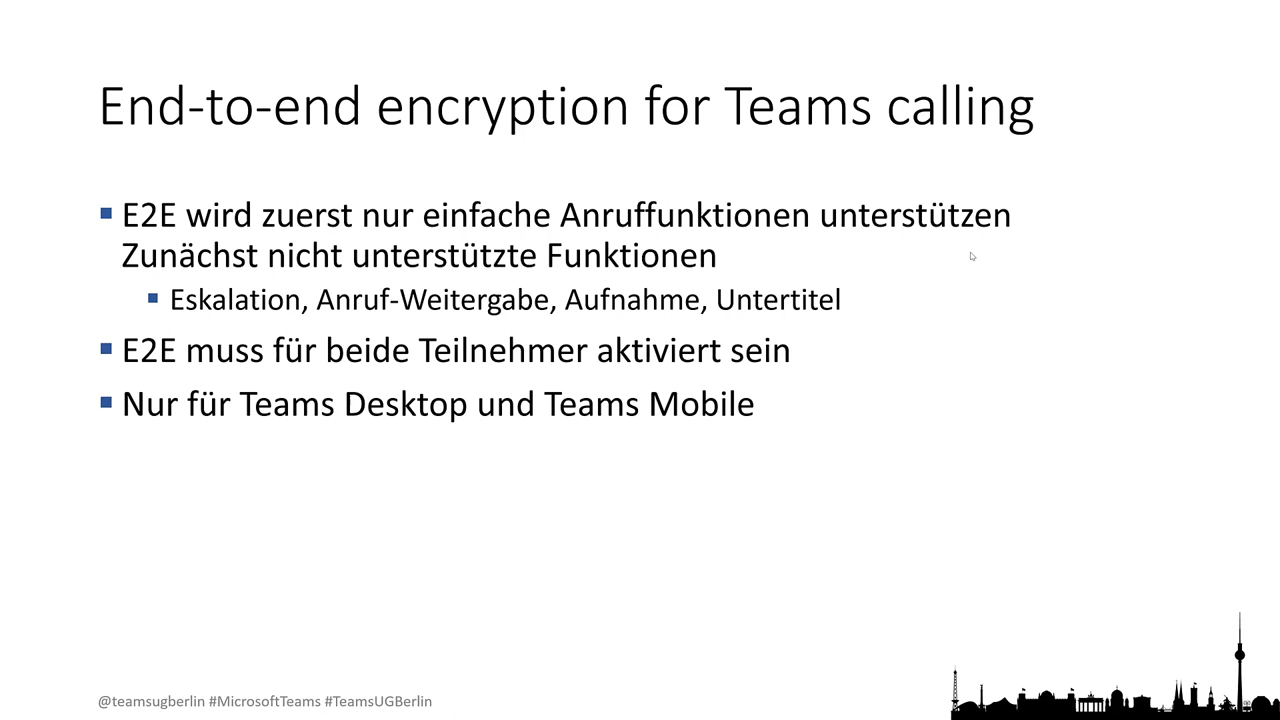 End-to-end encryption for Teams calling
E2E wird zuerst nur einfache Anruffunktionen unterstützen
Zunächst nicht unterstützte Funktionen
Eskalation, Anruf-Weitergabe, Aufnahme, Untertitel
E2E muss für beide Teilnehmer aktiviert sein
Nur für Teams Desktop und Teams Mobile
@teamsugberlin #MicrosoftTeams #TeamsUGBerlin